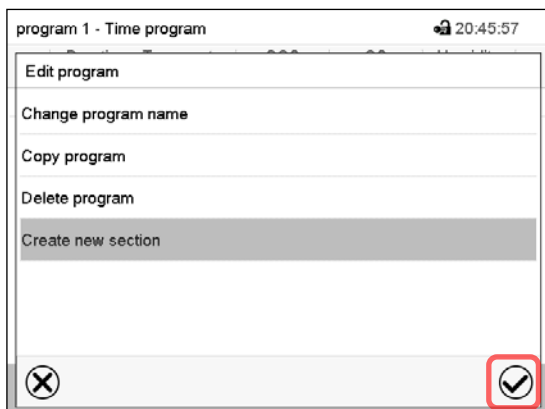 program 1 - Time program 20:45:57
Edit program
Change program name
Copy program
Delete program
Create new section